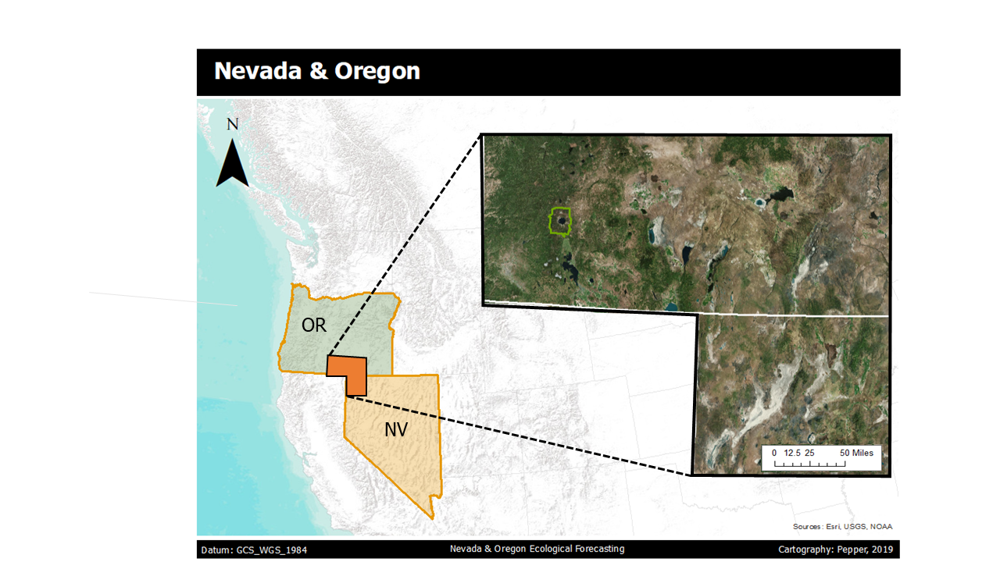 Nevada & Oregon
N
OR
NV
0 12.5 25 50 Miles
Sources: Esri, USGS, NOAA
Datum: GCS_WGS_1984
Nevada & Oregon Ecological Forecasting
Cartography: Pepper, 2019